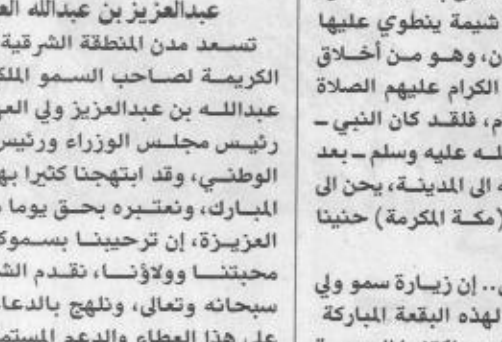 شيمة ينطوي عليها
ن، وهو من أخلاق
الكرام عليهم الصلاة
م، فلقد كان النبي ـ
لله عليه وسلم ـ بعد
ة الى المدينة، يحن الى
(مكة المكرمة) حنينا
.. إن زيارة سمو ولي
لهذه البقعة المباركة
عبدالعزيز بن عبدالله الع
تسعد مدن المنطقة الشرقية
الكريمة لصاحب السمو الملك
عبدالله بن عبدالعزيز ولي العه
رئيس مجلس الوزراء ورئيس
الوطني، وقد ابتهجنا كثيرا به
المبارك، ونعتبره بحق يوما م
العزيزة، إن ترحيبنا بسموك
محبتنا وولاؤنا، نقدم الش
سبحانه وتعالى، ونلهج بالدعا
على هذا العطاء والدعم المستم